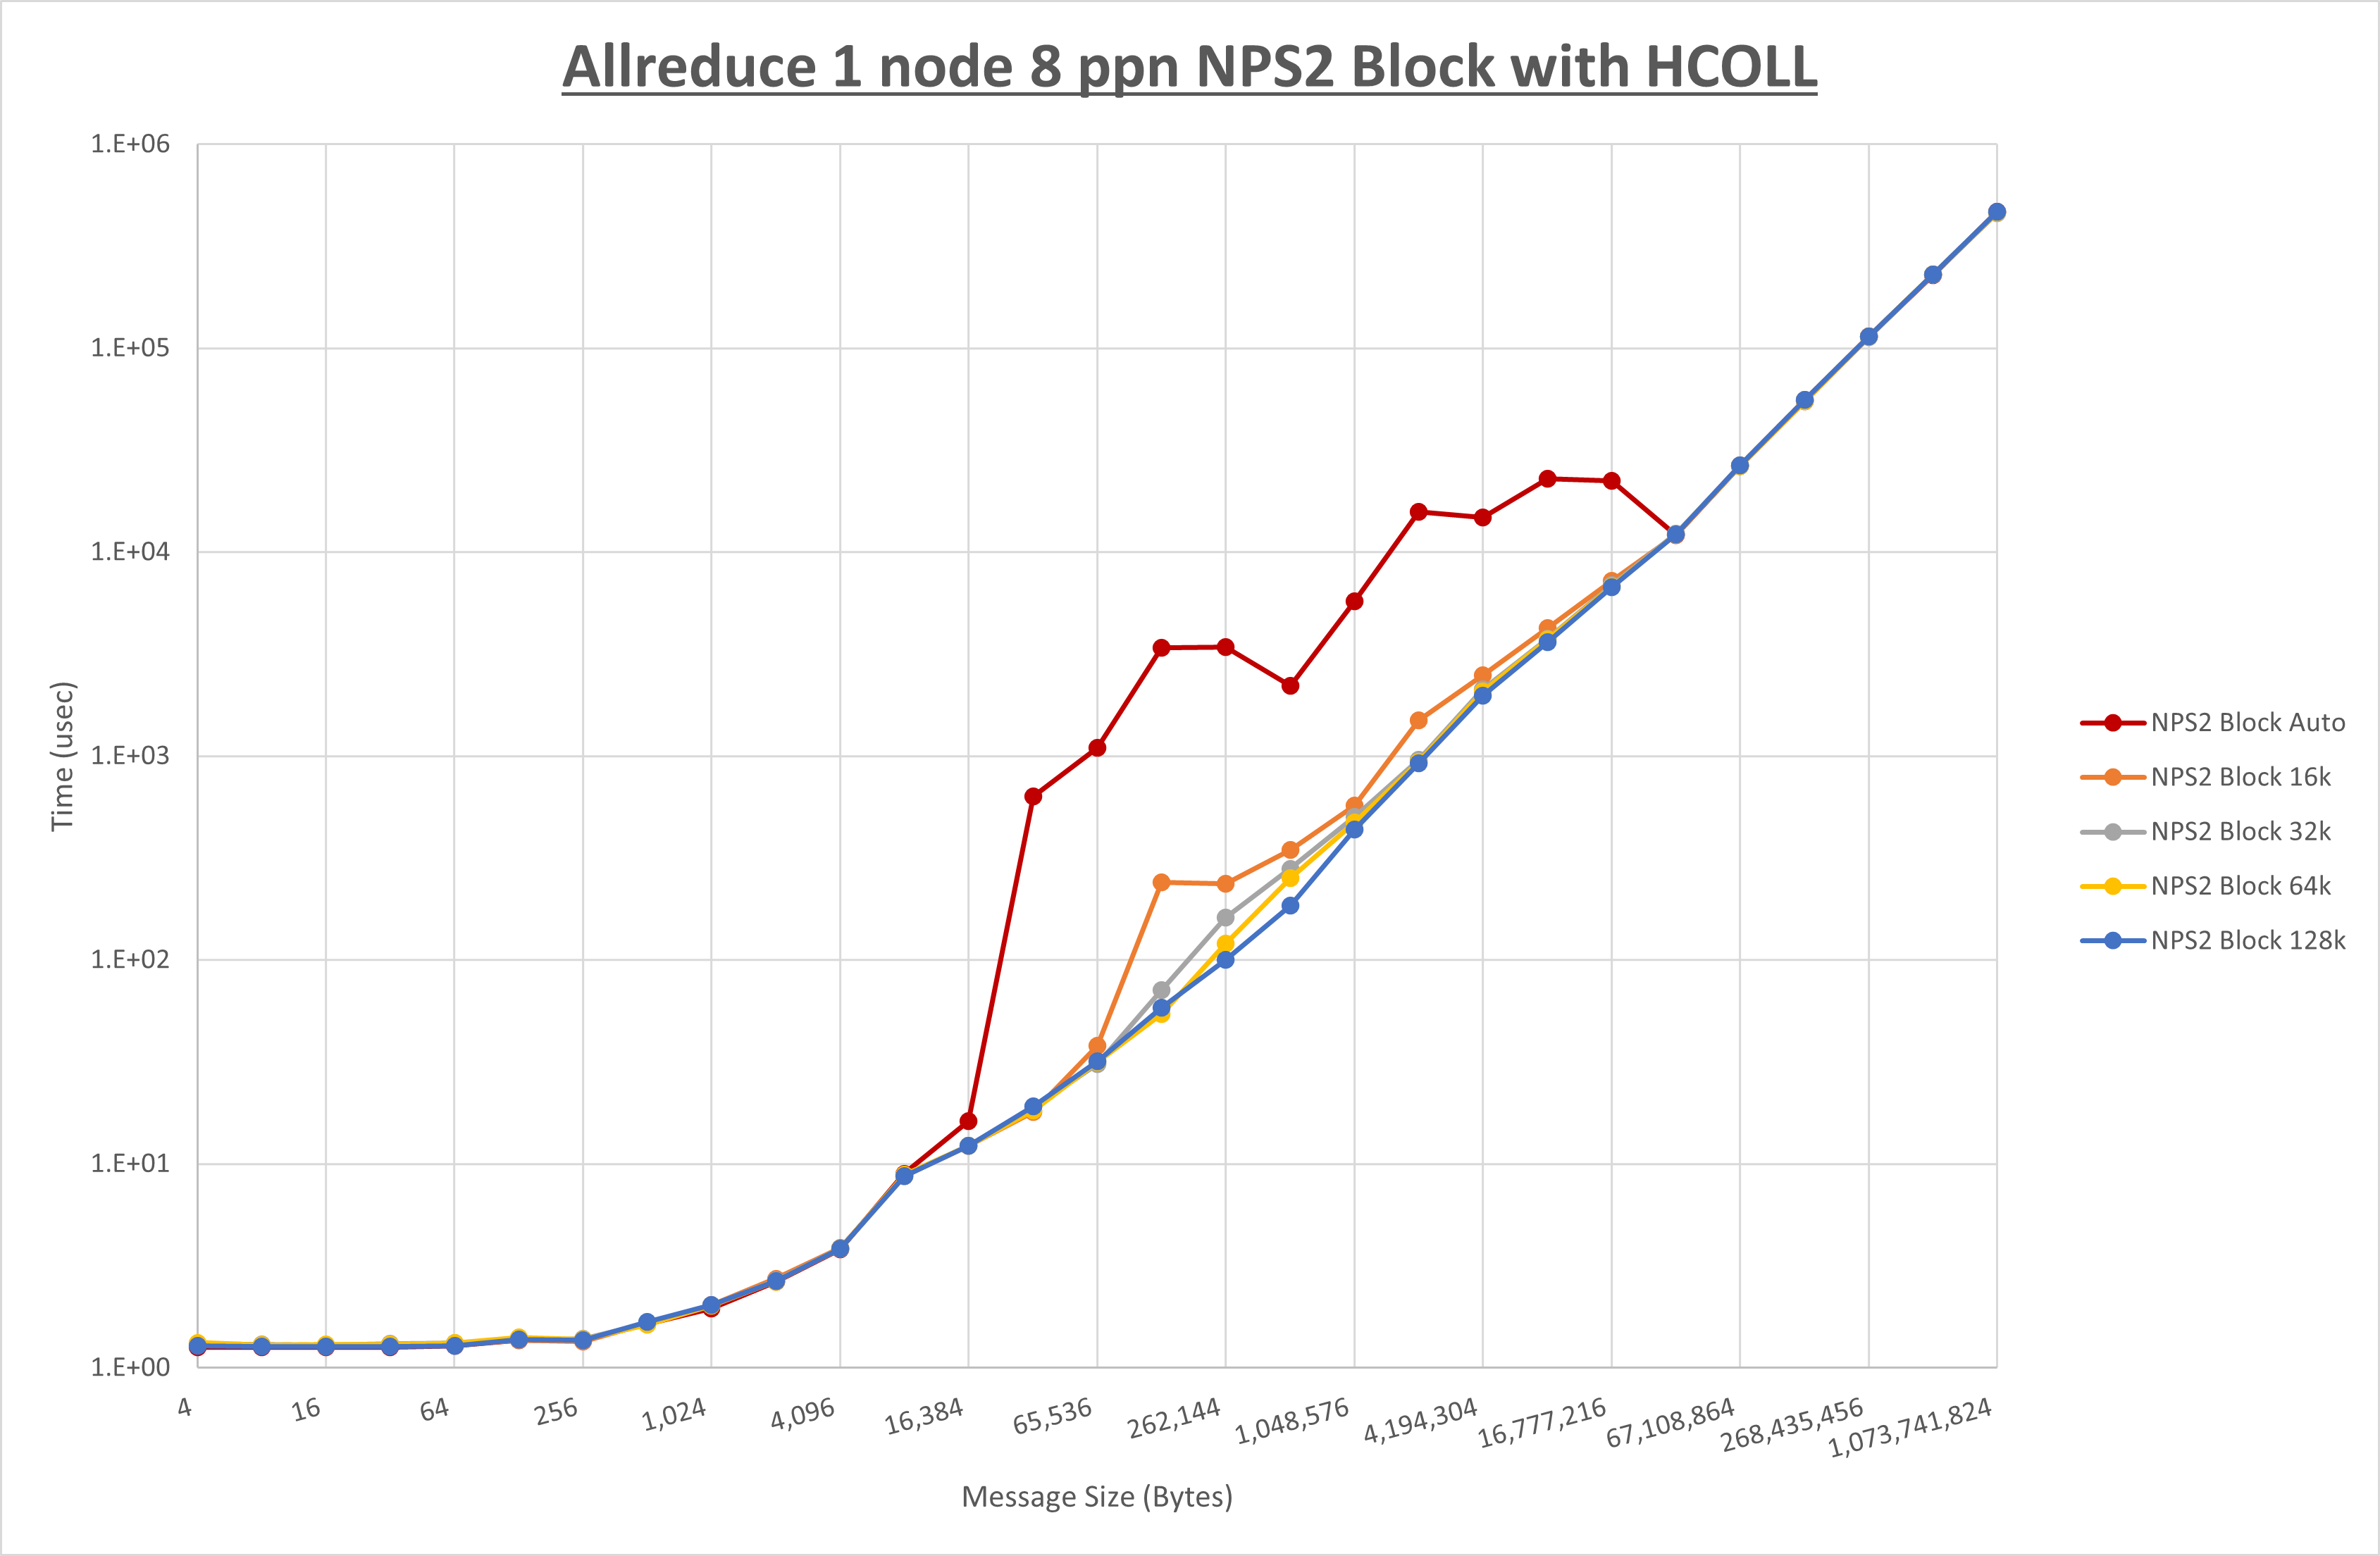 Allreduce 1 node 8 ppn NPS2 Block with HCOLL
1.E+06
1.E+05
1.E+04
1.E+03
1.E+02
1.E+01
1.E+00
Time (usec)
4
16
64
256
1,024
4,096
16,384
65,536
262,144
1,048,576
4,194,304
16,777,216
67,108,864
268,435,456
1,073,741,824
Message Size (Bytes)
NPS2 Block Auto
NPS2 Block 16k
NPS2 Block 32k
NPS2 Block 64k
NPS2 Block 128k